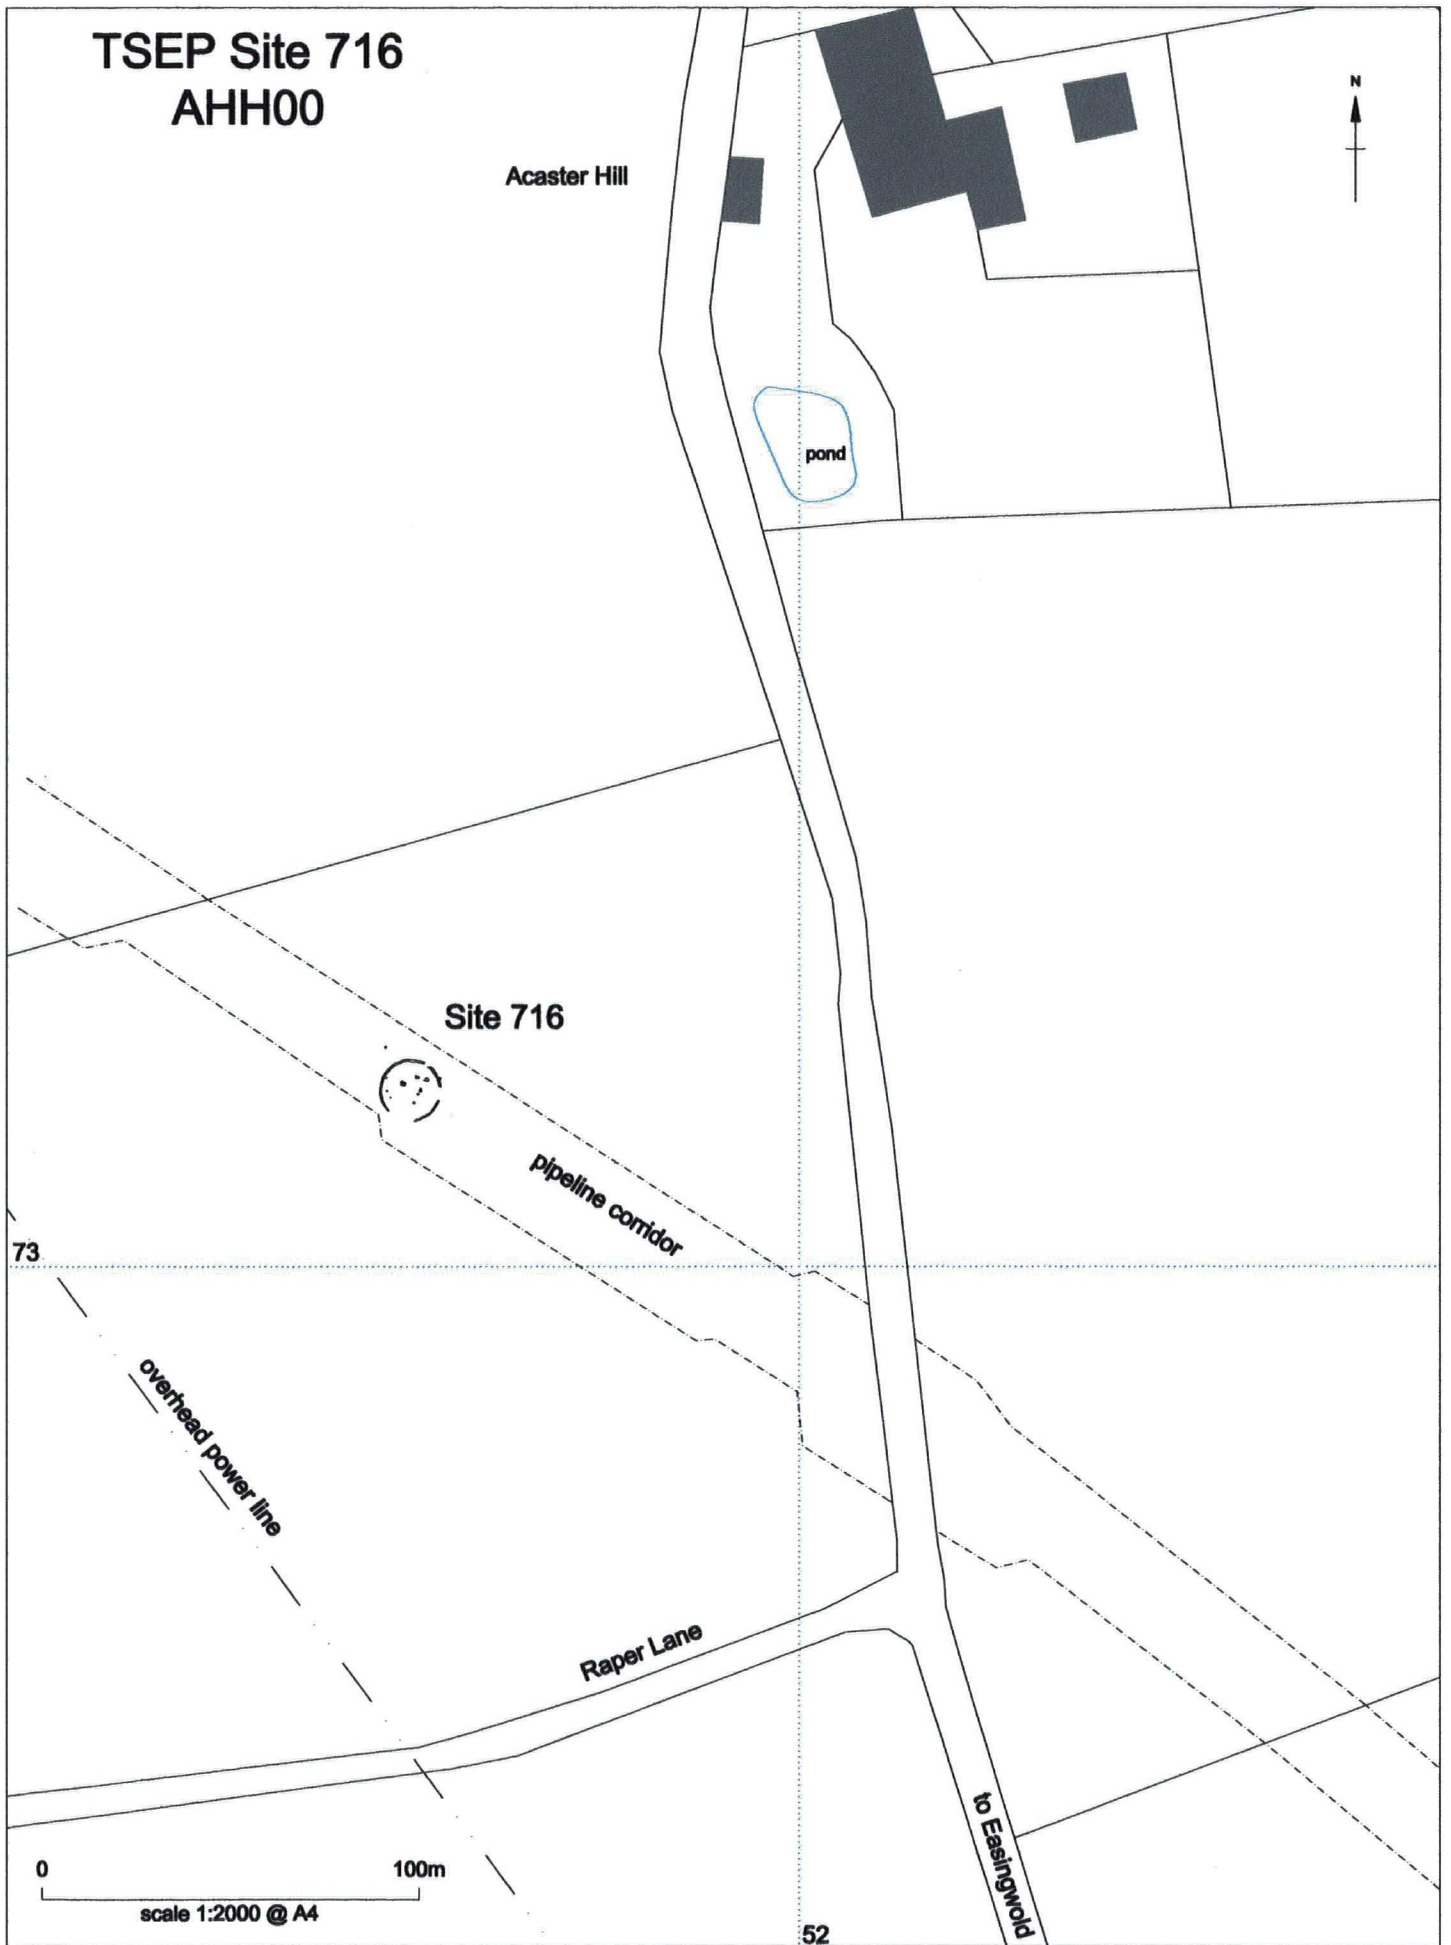 TSEP Site 716
AHH00
N
Acaster Hill
pond
Site 716
pipeline corridor
73
overhead power line
Raper Lane
to Easingwold
0 100m
scale 1:2000 @ A4
52